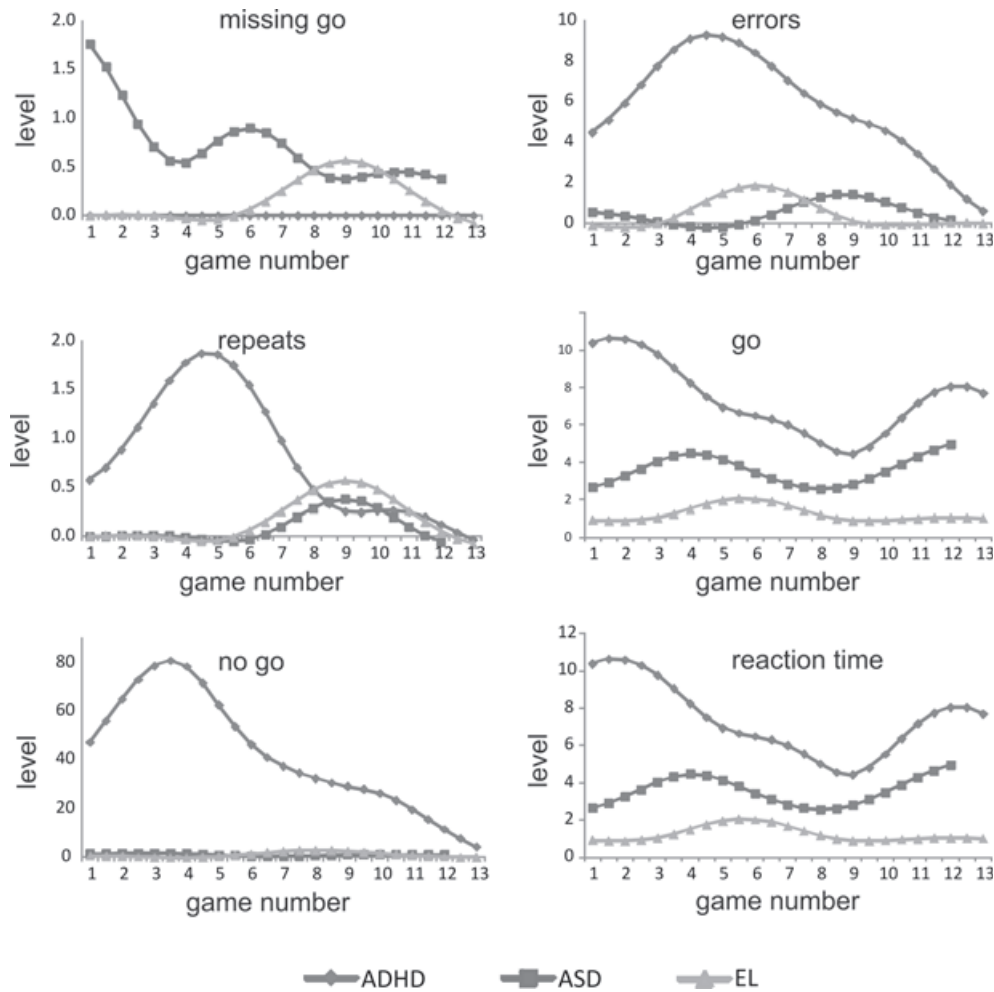 missing go
level
2.0
1.5
1.0
0.5
0.0
1 2 3 4 5 6 7 8 9 10 11 12 13
game number
errors
level
10
8
6
4
2
0
1 2 3 4 5 6 7 8 9 10 11 12 13
game number
repeats
level
2.0
1.5
1.0
0.5
0.0
1 2 3 4 5 6 7 8 9 10 11 12 13
game number
go
level
10
8
6
4
2
0
1 2 3 4 5 6 7 8 9 10 11 12 13
game number
no go
level
80
60
40
20
0
1 2 3 4 5 6 7 8 9 10 11 12 13
game number
reaction time
level
12
10
8
6
4
2
0
1 2 3 4 5 6 7 8 9 10 11 12 13
game number
ADHD ASD EL